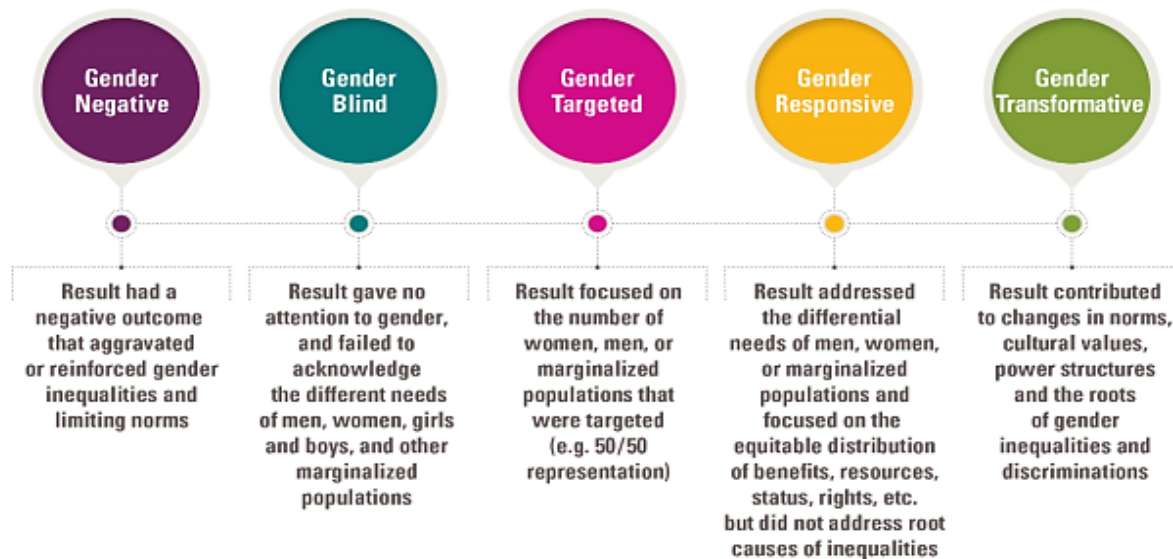 Gender
Negative
Gender
Blind
Gender
Targeted
Gender
Responsive
Gender
Transformative
Result had a
negative outcome
that aggravated
or reinforced gender
inequalities and
limiting norms
Result gave no
attention to gender,
and failed to
acknowledge
the different needs
of men, women, girls
and boys, and other
marginalized
populations
Result focused on
the number of
women, men, or
marginalized
populations that
were targeted
(e.g. 50/50
representation)
Result addressed
the differential
needs of men, women,
or marginalized
populations and
focused on the
equitable distribution
of benefits, resources,
status, rights, etc.
but did not address root
causes of inequalities
Result contributed
to changes in norms,
cultural values,
power structures
and the roots
of gender
inequalities and
discriminations